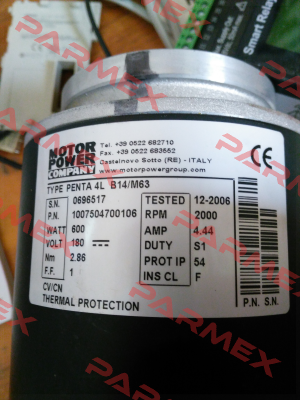 Smart Relay
MOTOR
POWER
COMPANY
Tel. +39 0522 682710
Fax. +39 0522 683552
Castelnovo Sotto (RE) - ITALY
www.motorpowergroup.com
CE
TYPE PENTA 4L B14/M63
S.N. 0696517 TESTED 12-2006
P.N. 1007504700106 RPM 2000
WATT 600 AMP 4.44
VOLT 180 DUTY S1
Nm 2.86 PROT IP 54
F.F. 1 INS CL F
CV/CN
THERMAL PROTECTION
P.N. S.N.
PARMEX
PARMEX
PARMEX
PARMEX
PARMEX
PARMEX